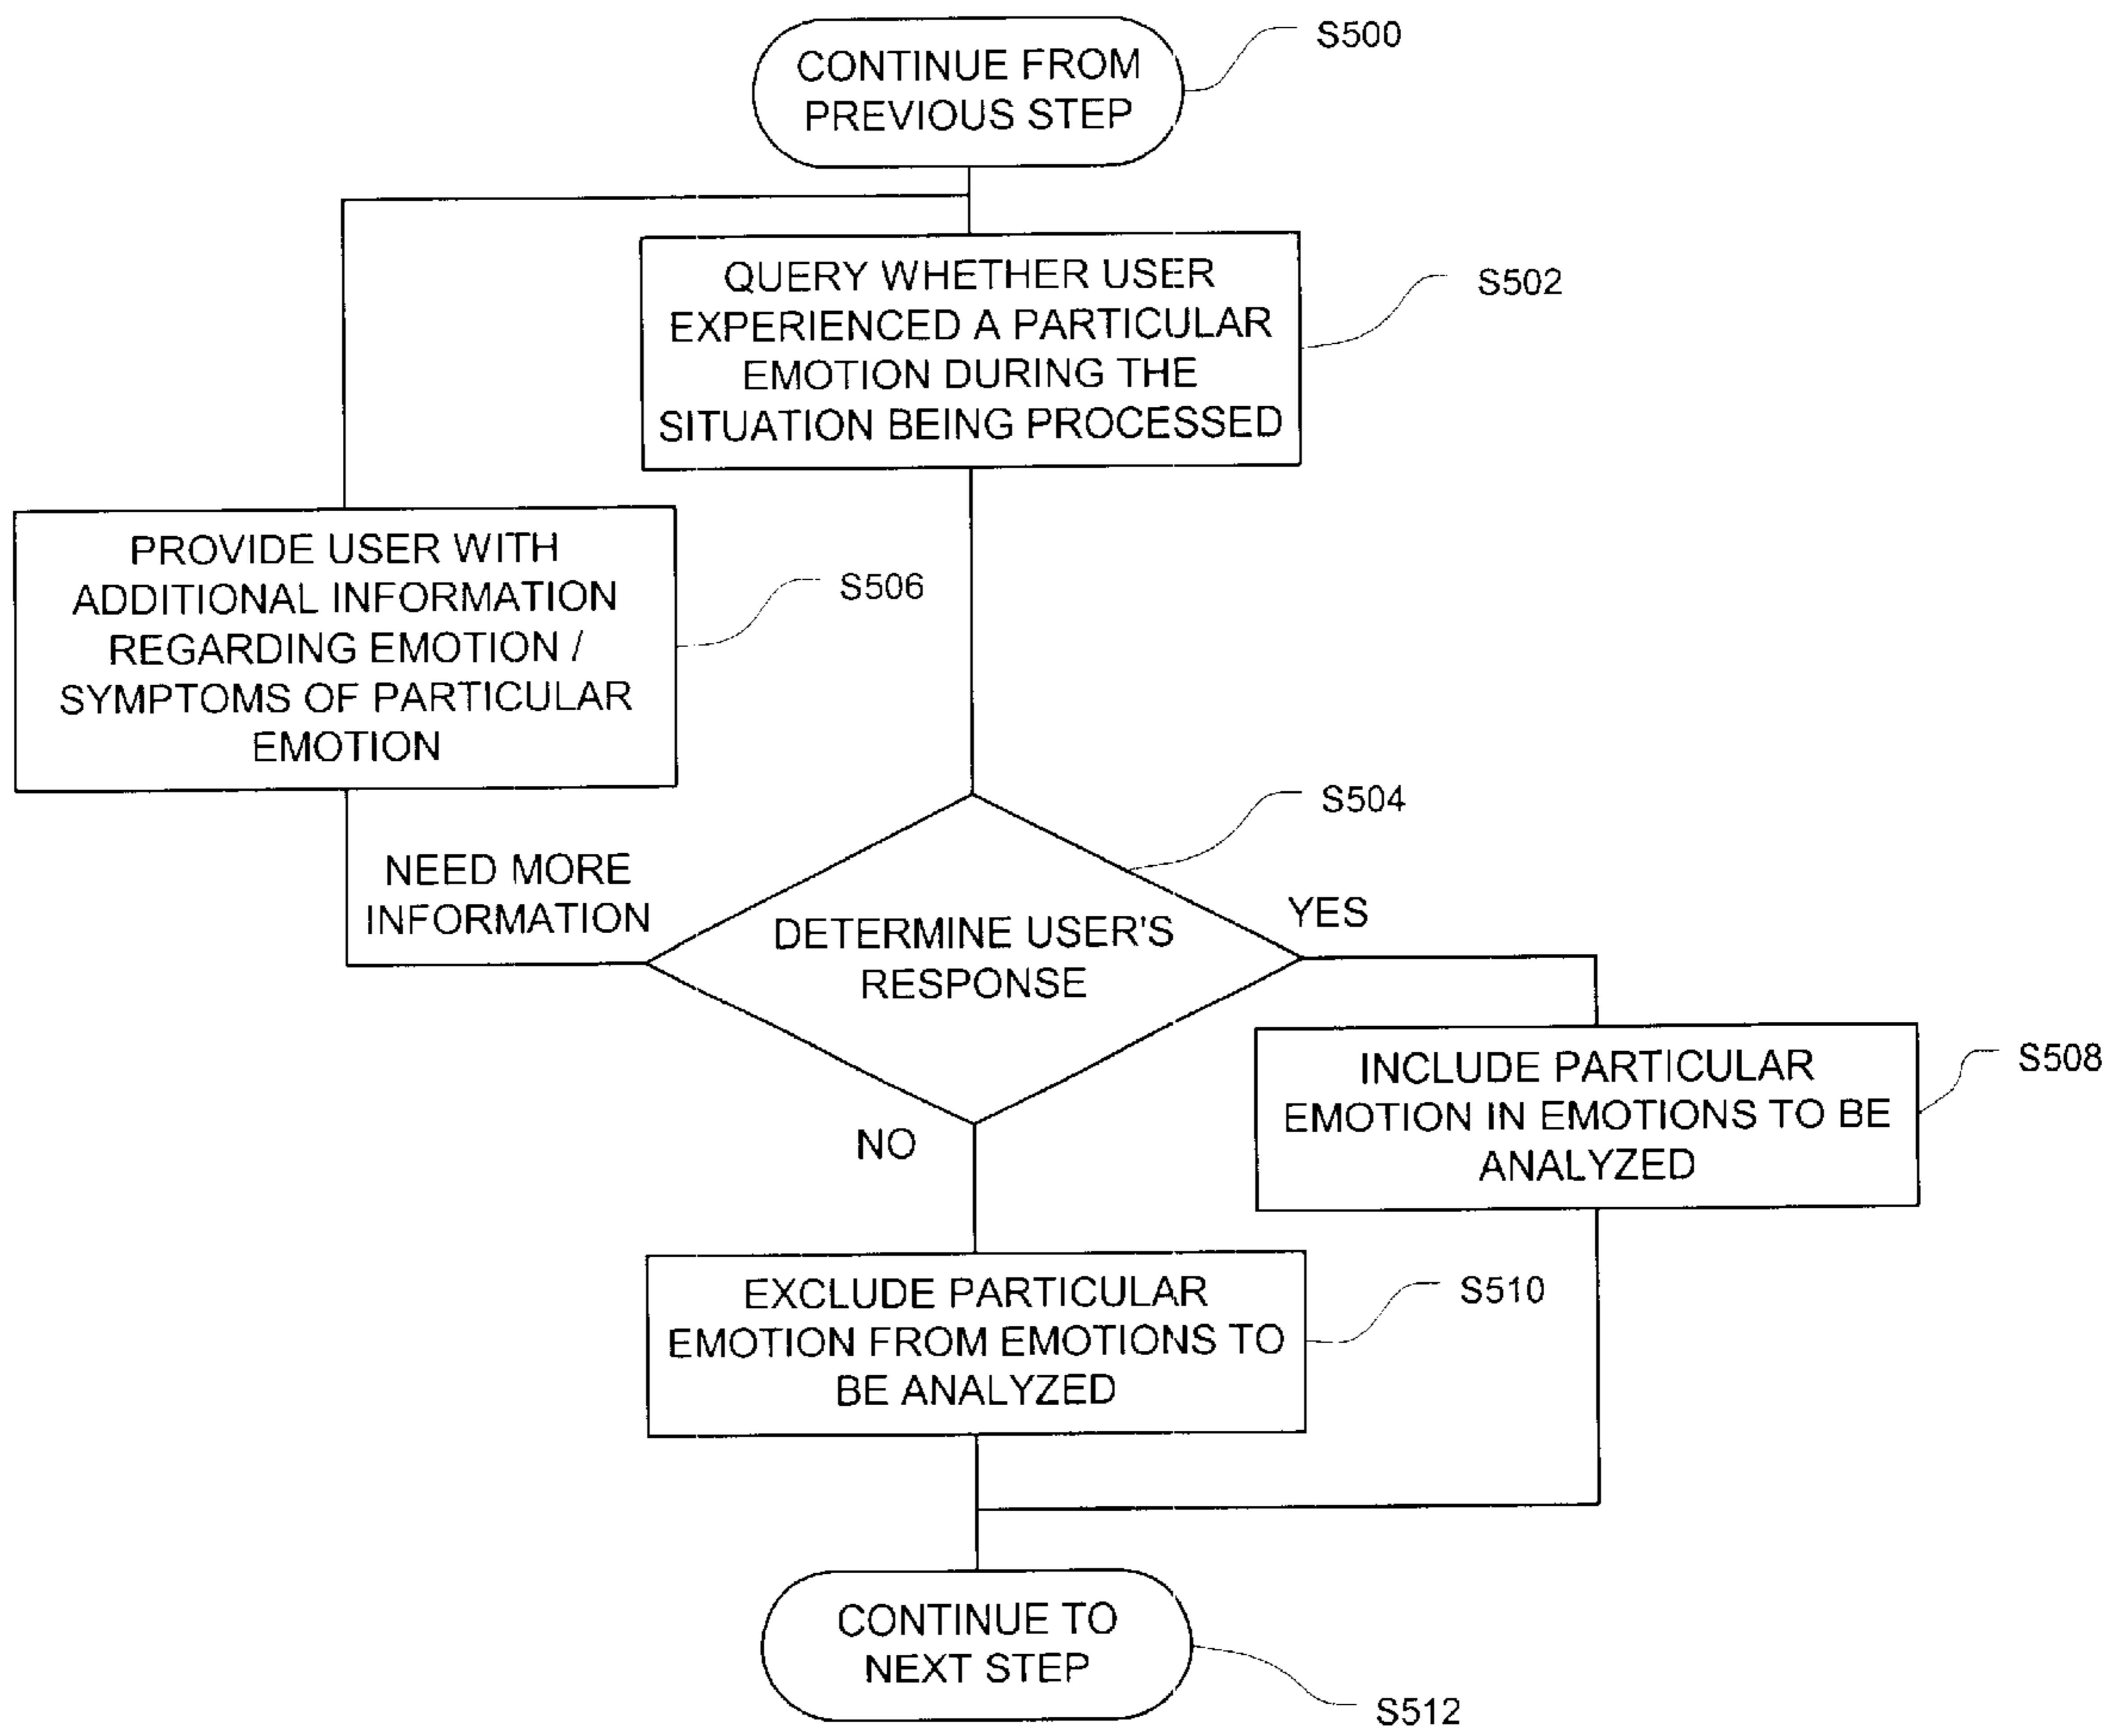 CONTINUE FROM
PREVIOUS STEP
S500
QUERY WHETHER USER
EXPERIENCED A PARTICULAR
EMOTION DURING THE
SITUATION BEING PROCESSED
S502
PROVIDE USER WITH
ADDITIONAL INFORMATION
REGARDING EMOTION /
SYMPTOMS OF PARTICULAR
EMOTION
S506
NEED MORE
INFORMATION
DETERMINE USER'S
RESPONSE
S504
YES
INCLUDE PARTICULAR
EMOTION IN EMOTIONS TO BE
ANALYZED
S508
NO
EXCLUDE PARTICULAR
EMOTION FROM EMOTIONS TO
BE ANALYZED
S510
CONTINUE TO
NEXT STEP
S512